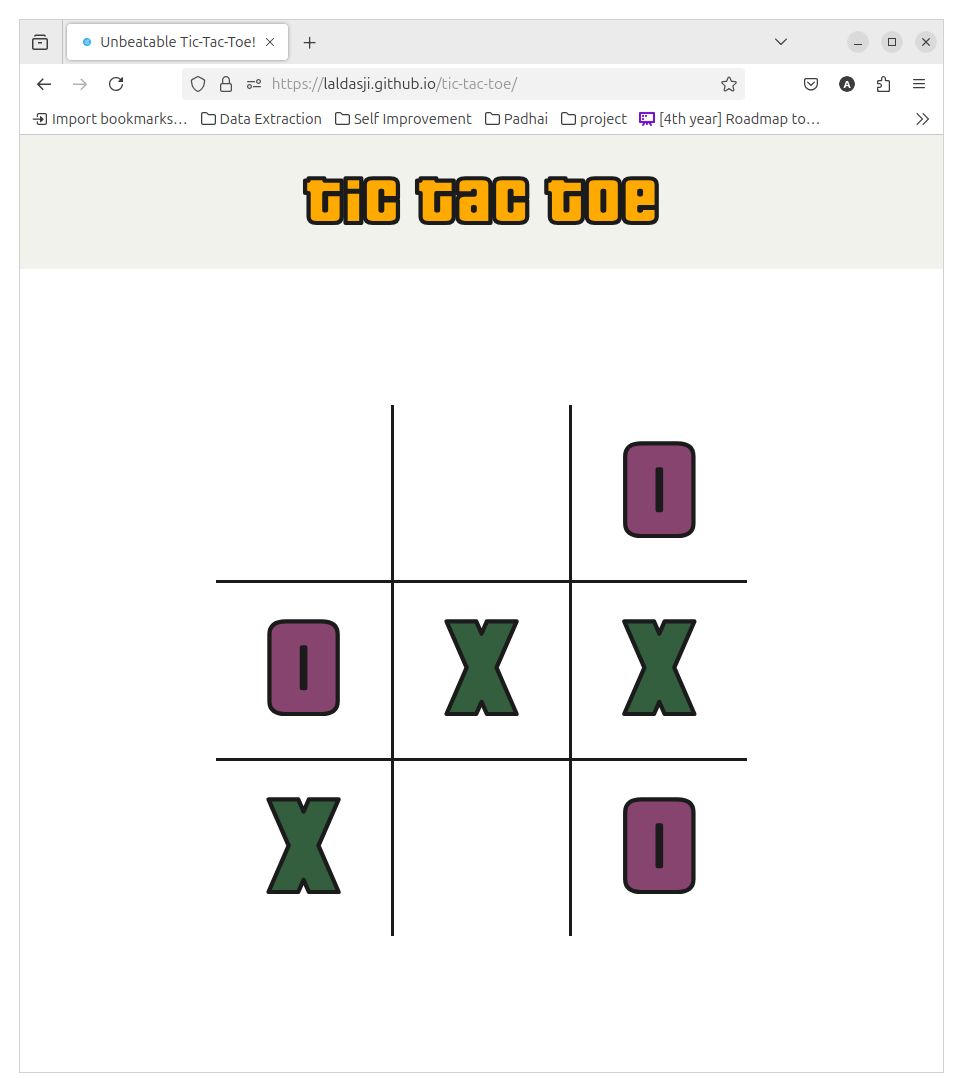 Unbeatable Tic-Tac-Toe!
https://laldasji.github.io/tic-tac-toe/
A
Import bookmarks… Data Extraction Self Improvement Padhai project [4th year] Roadmap to…
tic tac toe
O
O X X
X O